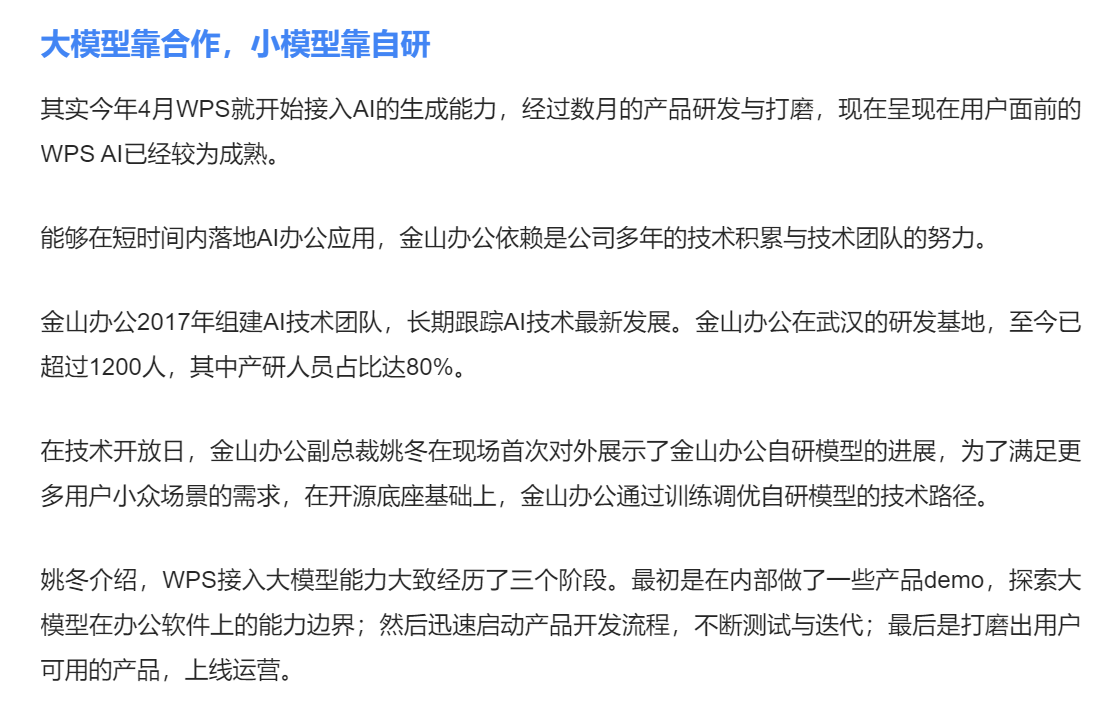 大模型靠合作，小模型靠自研
其实今年4月WPS就开始接入AI的生成能力，经过数月的产品研发与打磨，现在呈现在用户面前的
WPS AI已经较为成熟。
能够在短时间内落地AI办公应用，金山办公依赖是公司多年的技术积累与技术团队的努力。
金山办公2017年组建AI技术团队，长期跟踪AI技术最新发展。金山办公在武汉的研发基地，至今已
超过1200人，其中产研人员占比达80%。
在技术开放日，金山办公副总裁姚冬在现场首次对外展示了金山办公自研模型的进展，为了满足更
多用户小众场景的需求，在开源底座基础上，金山办公通过训练调优自研模型的技术路径。
姚冬介绍，WPS接入大模型能力大致经历了三个阶段。最初是在内部做了一些产品demo，探索大
模型在办公软件上的能力边界；然后迅速启动产品开发流程，不断测试与迭代；最后是打磨出用户
可用的产品，上线运营。